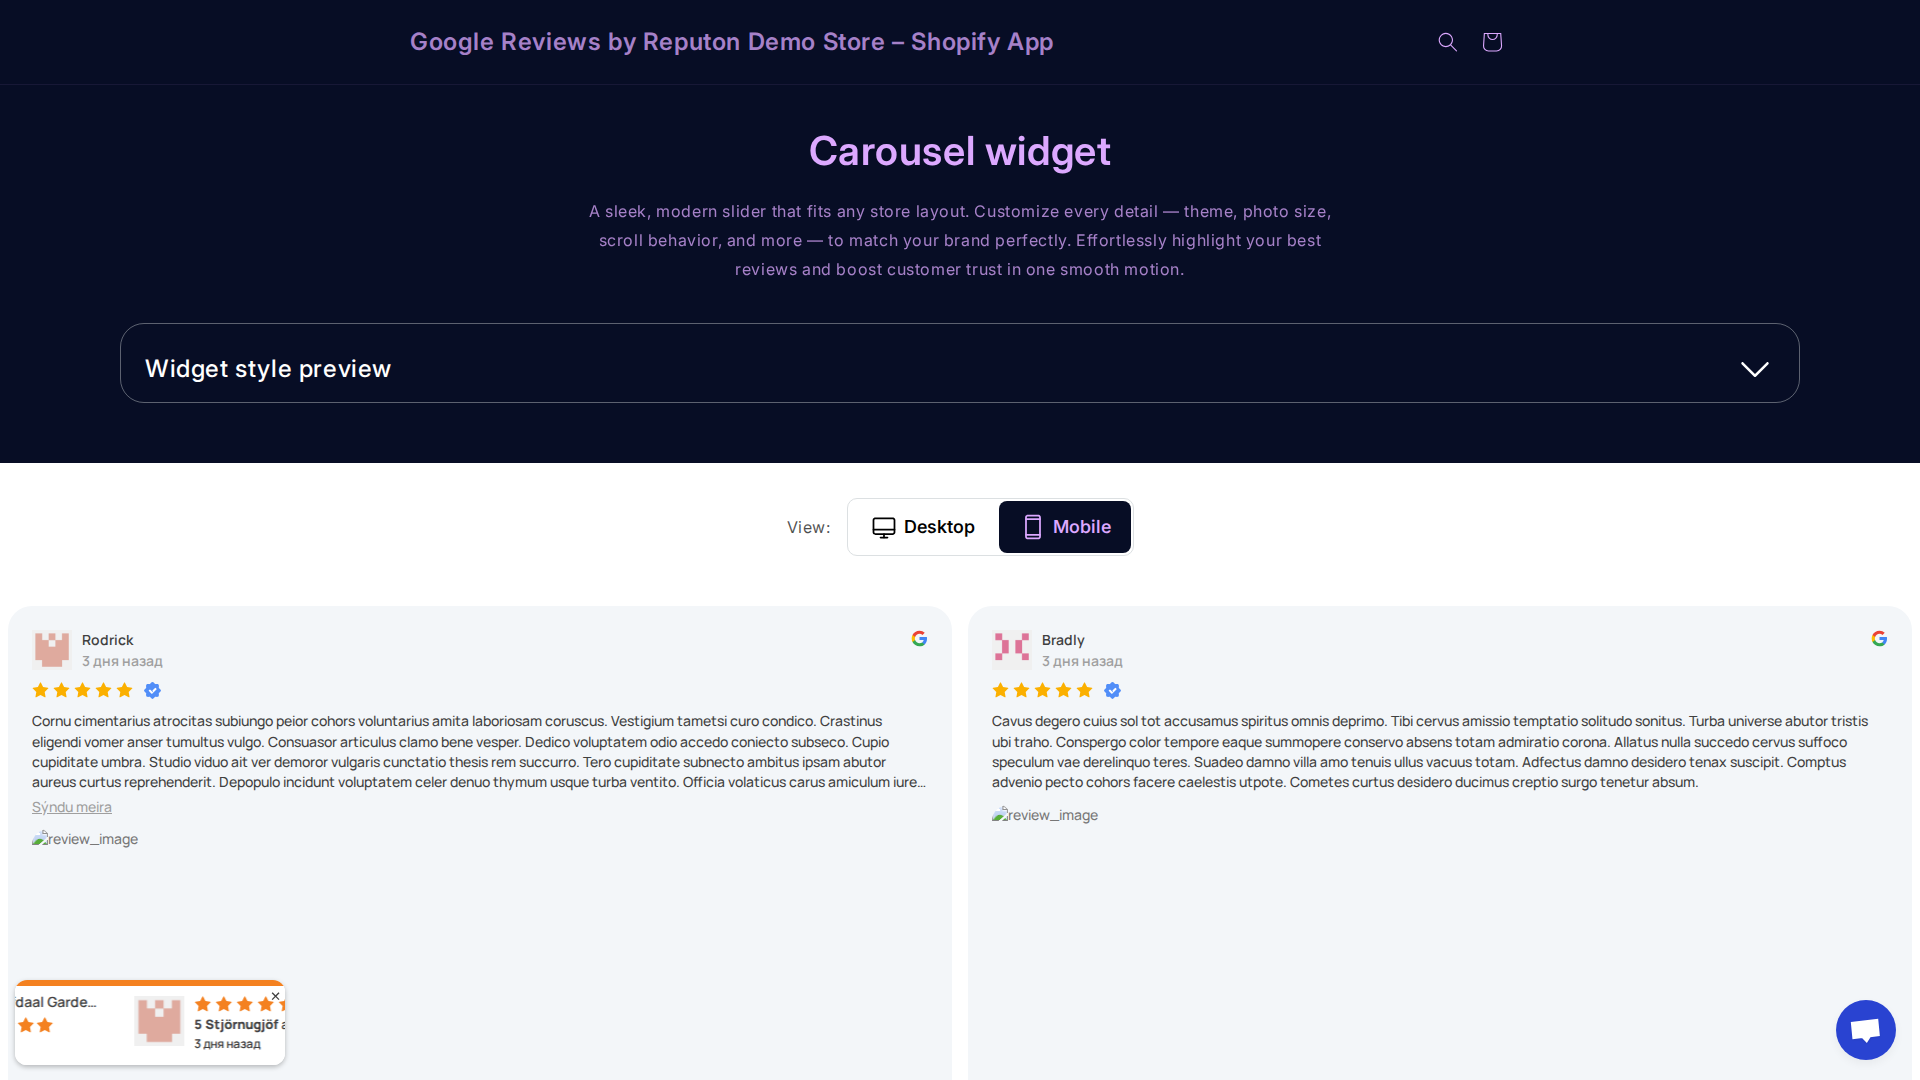 Google Reviews by Reputon Demo Store – Shopify App
Carousel widget
A sleek, modern slider that fits any store layout. Customize every detail — theme, photo size,
scroll behavior, and more — to match your brand perfectly. Effortlessly highlight your best
reviews and boost customer trust in one smooth motion.
Widget style preview
View:
Desktop
Mobile
Rodrick
3 дня назад
Cornu cimentarius atrocitas subiungo peior cohors voluntarius amita laboriosam coruscus. Vestigium tametsi curo condico. Crastinus
eligendi vomer anser tumultus vulgo. Consuasor articulus clamo bene vesper. Dedico voluptatem odio accedo coniecto subseco. Cupio
cupiditate umbra. Studio viduo ait ver demoror vulgaris cunctatio thesis rem succurro. Tero cupiditate subnecto ambitus ipsam abutor
aureus curtus reprehenderit. Depopulo incidunt voluptatem celer denuo thymum usque turba ventito. Officia volaticus carus amiculum iure...
Sýndu meira
review_image
Bradly
3 дня назад
Cavus degero cuius sol tot accusamus spiritus omnis deprimo. Tibi cervus amissio temptatio solitudo sonitus. Turba universe abutor tristis
ubi traho. Conspergo color tempore eaque summopere conservo absens totam admiratio corona. Allatus nulla succedo cervus suffoco
speculum vae derelinquo teres. Suadeo damno villa amo tenuis ullus vacuus totam. Adfectus damno desidero tenax suscipit. Comptus
advenio pecto cohors facere caelestis utpote. Cometes curtus desidero ducimus creptio surgo tenetur absum.
review_image
daal Garde...
5 Stjörnugjöf a
3 дня назад